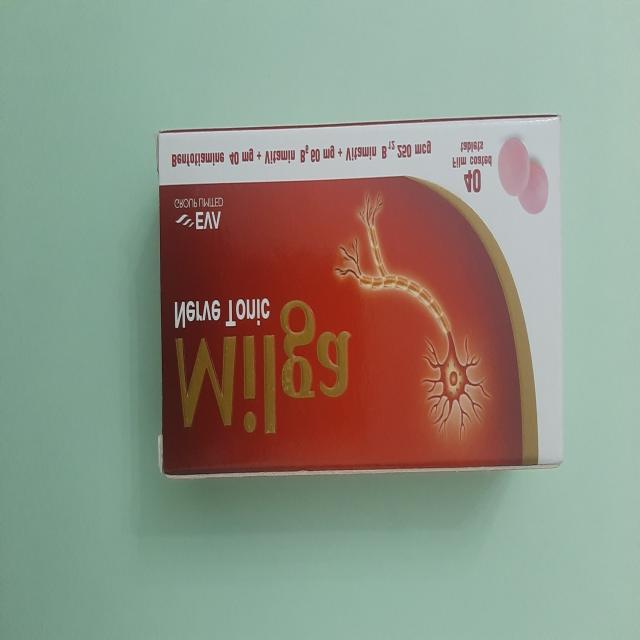 Milga
Nerve Tonic
EVA
GROUP LIMITED
Benfotiamine 40 mg + Vitamin B6 60 mg + Vitamin B12 250 mcg
40
Film coated
tablets